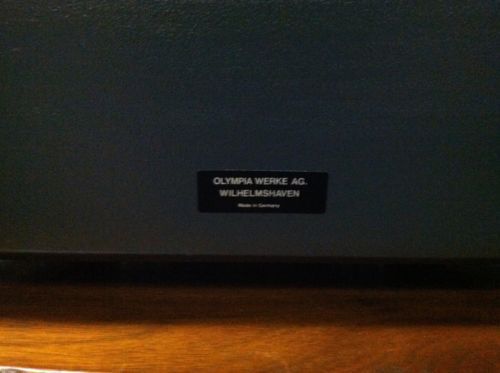 OLYMPIA WERKE AG.
WILHELMSHAVEN
Made in Germany